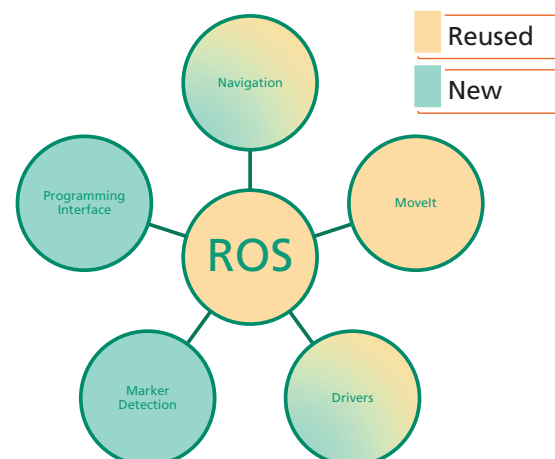 Reused
New
Navigation
Programming
Interface
MoveIt
ROS
Marker
Detection
Drivers